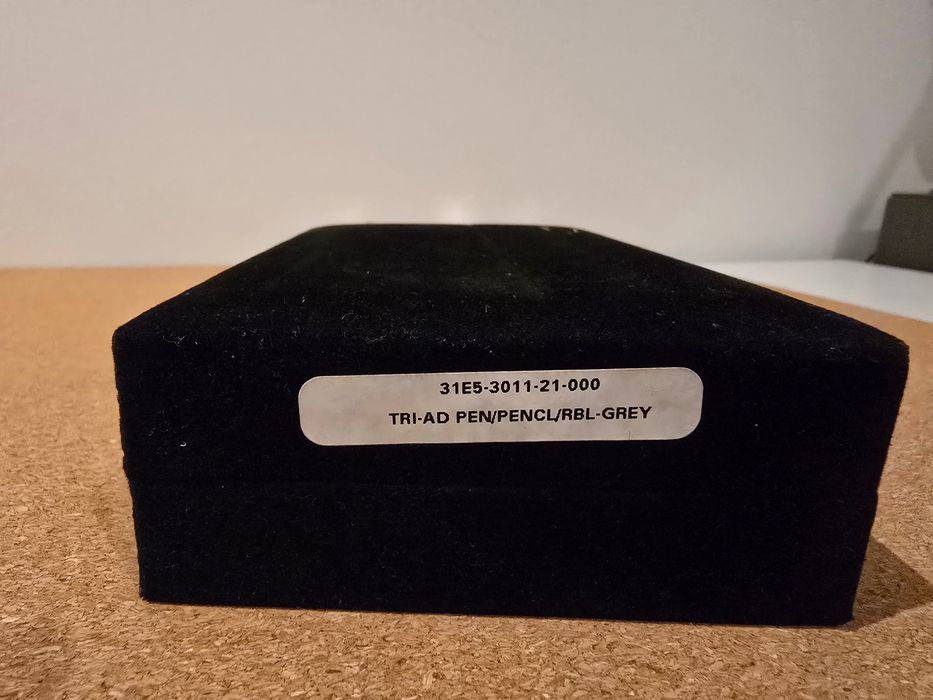 31E5-3011-21-000
TRI-AD PEN/PENCL/RBL-GREY